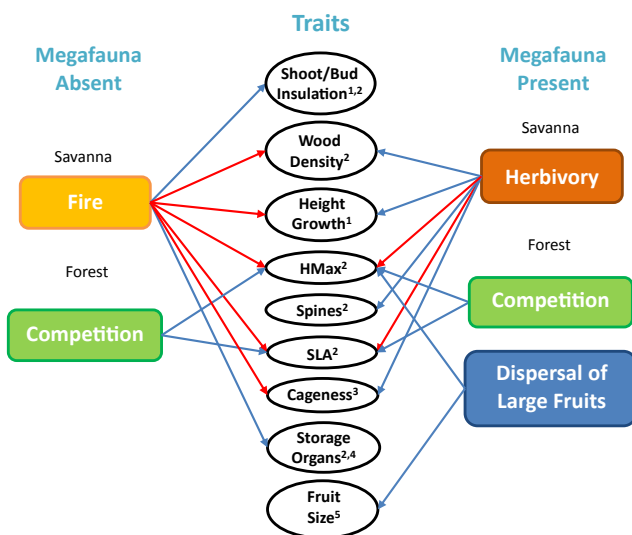 Traits
Megafauna
Absent
Megafauna
Present
Shoot/Bud
Insulation1,2
Savanna
Savanna
Wood
Density2
Fire
Herbivory
Height
Growth1
Forest
Forest
HMax2
Competition
Competition
Spines2
SLA2
Cageness3
Dispersal of
Large Fruits
Storage
Organs2,4
Fruit
Size5